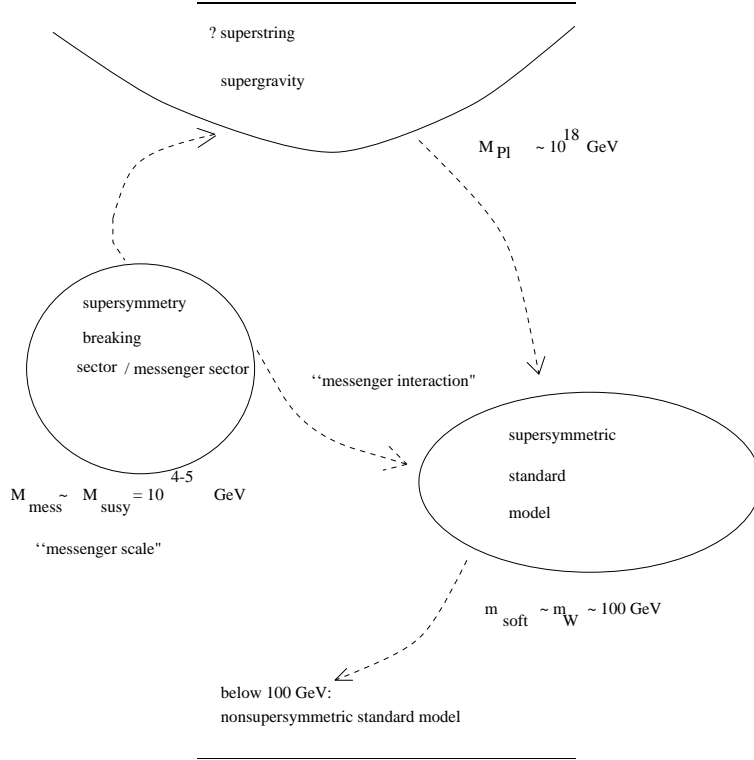 ? superstring
supergravity
M Pl ~ 10^18 GeV
supersymmetry
breaking
sector / messenger sector
‘‘messenger interaction"
supersymmetric
standard
model
M mess ~ M susy = 10^4-5 GeV
‘‘messenger scale"
m soft ~ m W ~ 100 GeV
below 100 GeV:
nonsupersymmetric standard model